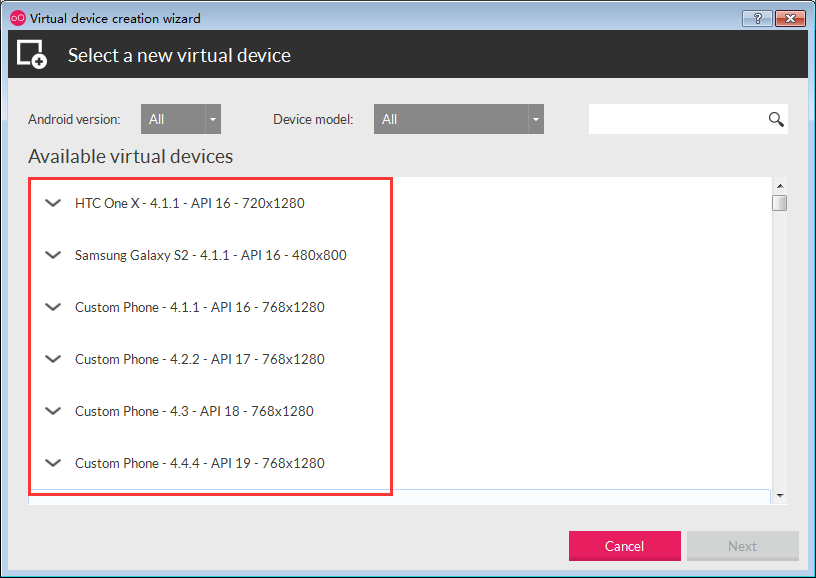 Virtual device creation wizard
Select a new virtual device
Android version: All Device model: All
Available virtual devices
HTC One X - 4.1.1 - API 16 - 720x1280
Samsung Galaxy S2 - 4.1.1 - API 16 - 480x800
Custom Phone - 4.1.1 - API 16 - 768x1280
Custom Phone - 4.2.2 - API 17 - 768x1280
Custom Phone - 4.3 - API 18 - 768x1280
Custom Phone - 4.4.4 - API 19 - 768x1280
Cancel Next